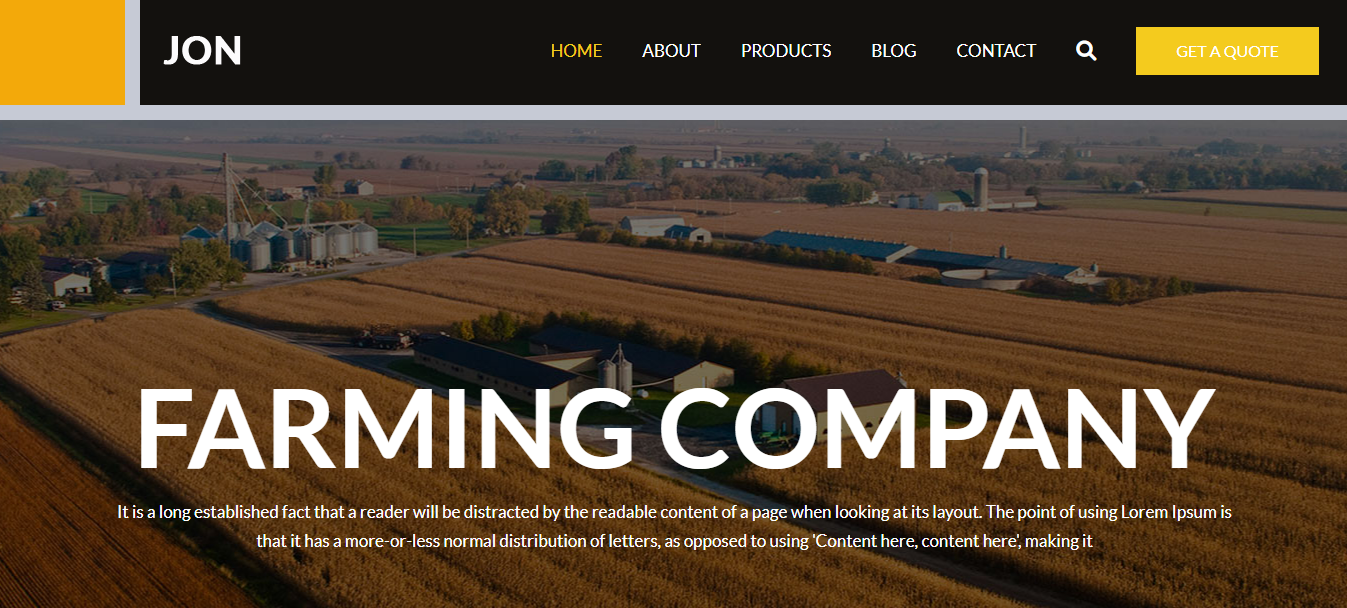 JON
HOME ABOUT PRODUCTS BLOG CONTACT GET A QUOTE
FARMING COMPANY
It is a long established fact that a reader will be distracted by the readable content of a page when looking at its layout. The point of using Lorem Ipsum is
that it has a more-or-less normal distribution of letters, as opposed to using 'Content here, content here', making it